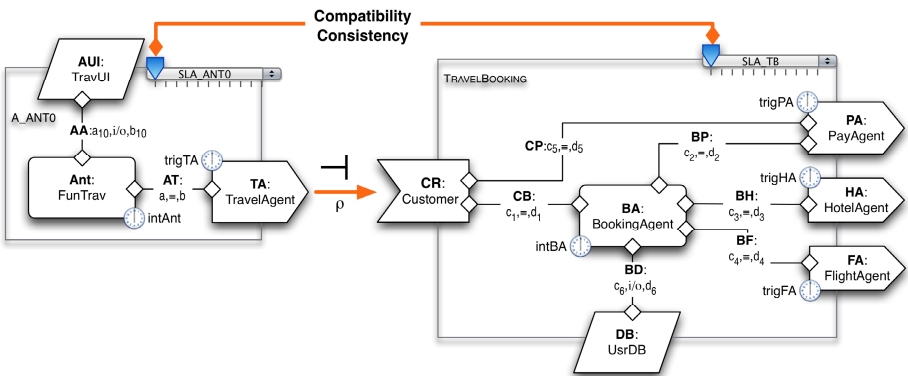 Compatibility
Consistency
AUI:
TravUI
SLA_ANT0
A_ANT0
AA:a10,i/o,b10
Ant:
FunTrav
intAnt
AT:
a,=,b
trigTA
TA:
TravelAgent
ρ
SLA_TB
TRAVELBOOKING
CR:
Customer
CP:c5,=,d5
CB:
c1,=,d1
BA:
BookingAgent
intBA
BP:
c2,=,d2
BH:
c3,=,d3
BF:
c4,=,d4
BD:
c6,i/o,d6
DB:
UsrDB
trigPA
PA:
PayAgent
trigHA
HA:
HotelAgent
FA:
FlightAgent
trigFA